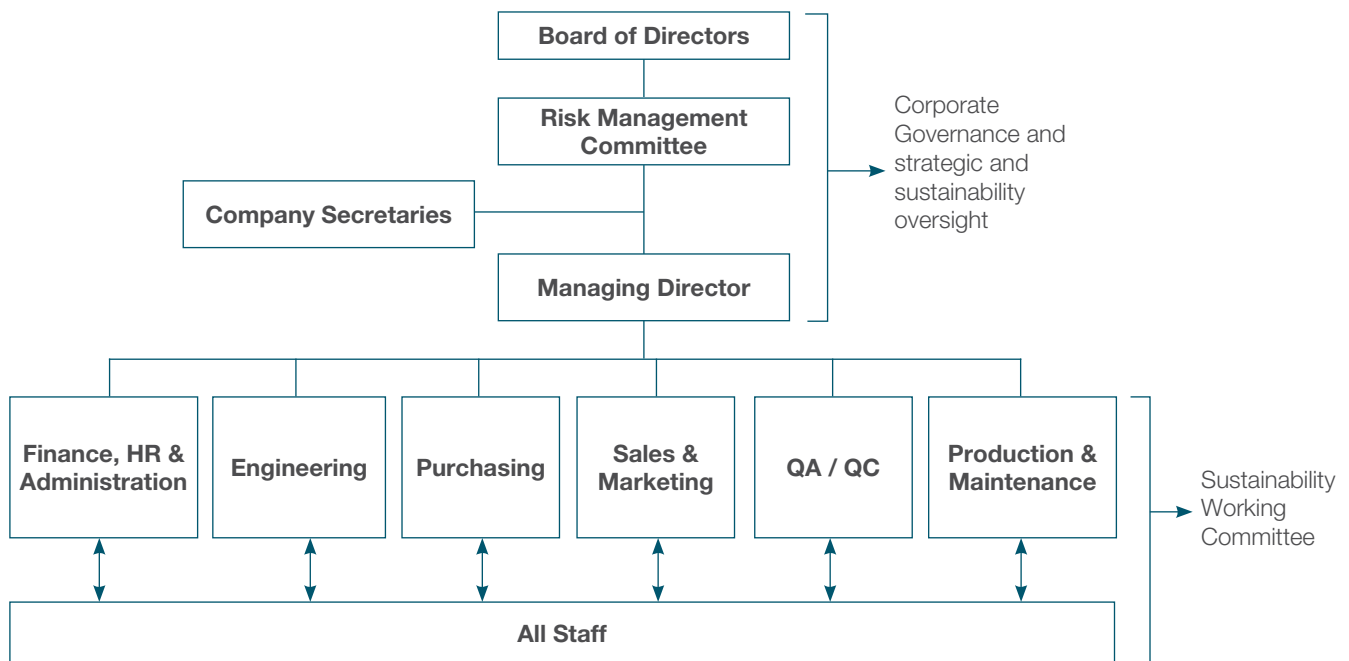 Board of Directors
Risk Management
Committee
Corporate
Governance and
strategic and
sustainability
oversight
Company Secretaries
Managing Director
Finance, HR &
Administration
Engineering
Purchasing
Sales &
Marketing
QA / QC
Production &
Maintenance
Sustainability
Working
Committee
All Staff